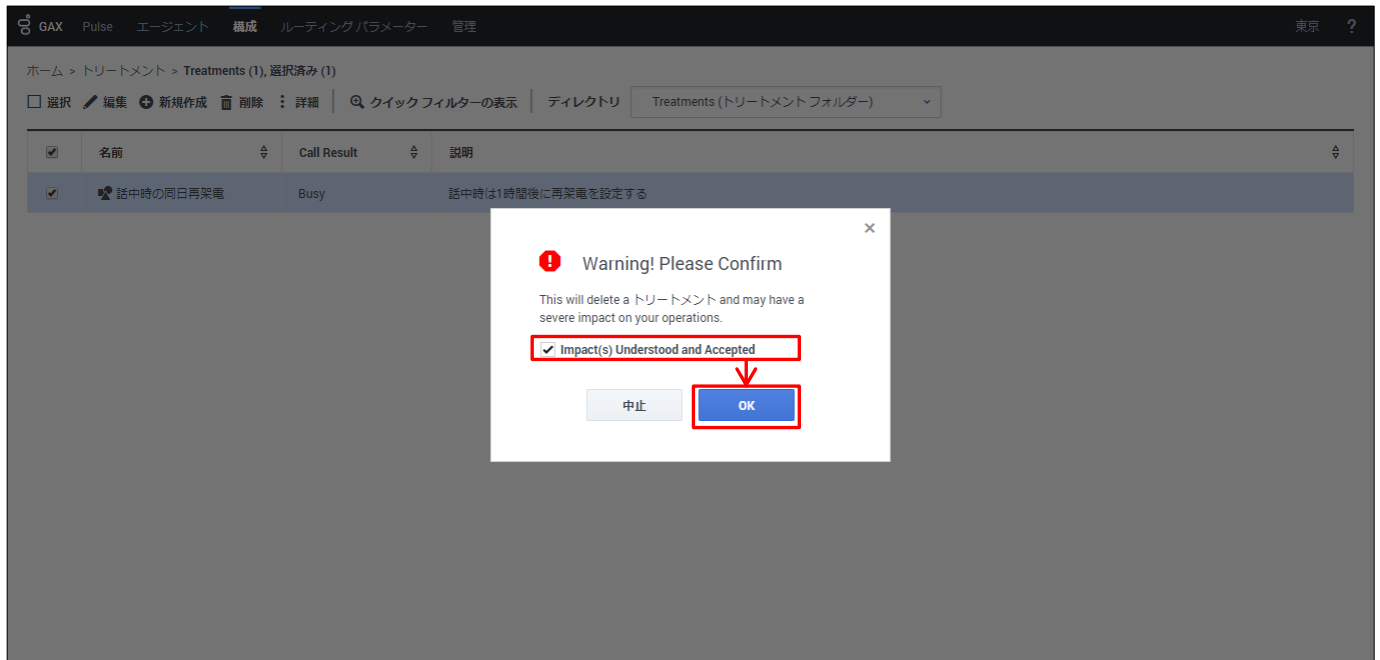 GAX Pulse エージェント 構成 ルーティング パラメーター 管理 東京 ?
ホーム > トリートメント > Treatments (1), 選択済み (1)
選択 編集 新規作成 削除 詳細 クイック フィルターの表示 ディレクトリ Treatments (トリートメント フォルダー)
名前 Call Result 説明
話中時の同日再架電 Busy 話中時は1時間後に再架電を設定する
Warning! Please Confirm
This will delete a トリートメント and may have a
severe impact on your operations.
Impact(s) Understood and Accepted
中止 OK